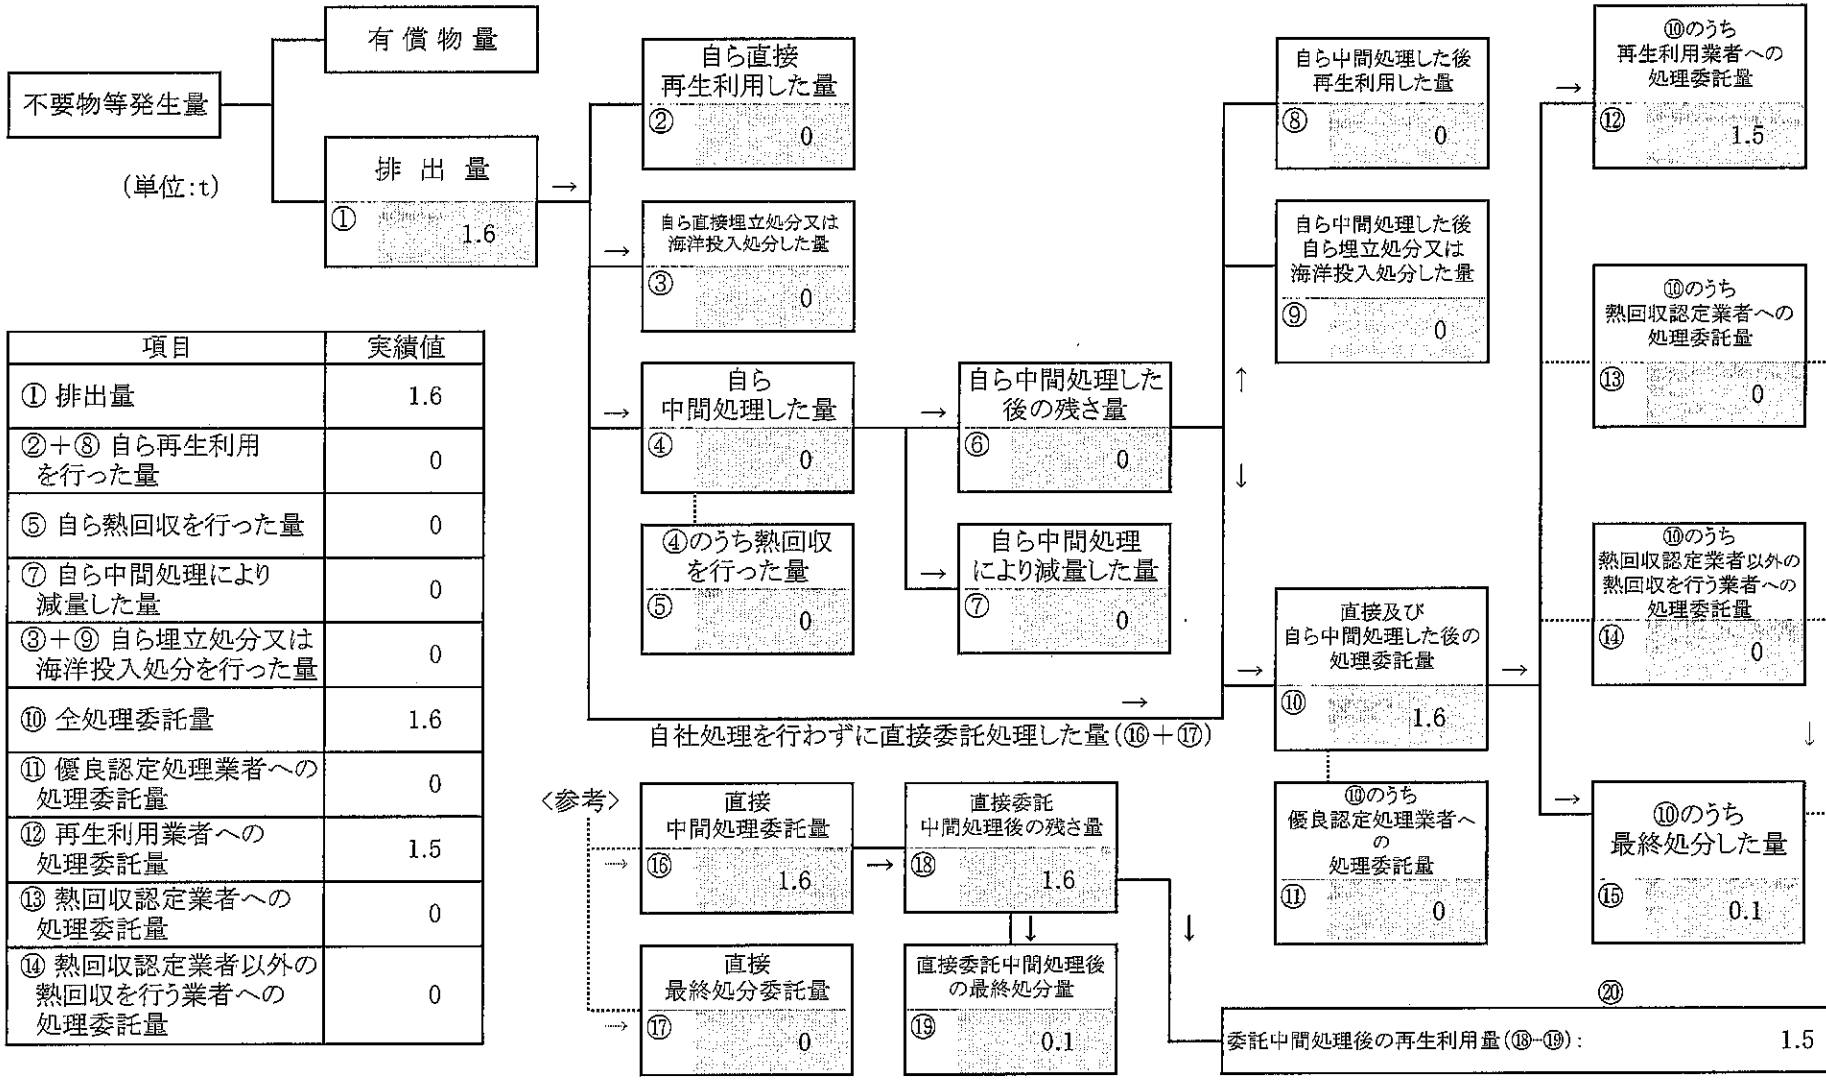 有償物量
不要物等発生量
(単位:t)
排出量
①
1.6
→
自ら直接
再生利用した量
②
0
→
自ら直接埋立処分又は
海洋投入処分した量
③
0
→
自ら
中間処理した量
④
0
④のうち熱回収
を行った量
⑤
0
→
自ら中間処理した
後の残さ量
⑥
0
→
自ら中間処理
により減量した量
⑦
0
自ら中間処理した後
再生利用した量
⑧
0
自ら中間処理した後
自ら埋立処分又は
海洋投入処分した量
⑨
0
↑
↓
→
直接及び
自ら中間処理した後の
処理委託量
⑩
1.6
→
⑩のうち
優良認定処理業者へ
の
処理委託量
⑪
0
→
⑩のうち
再生利用業者への
処理委託量
⑫
1.5
⑩のうち
熱回収認定業者への
処理委託量
⑬
0
⑩のうち
熱回収認定業者以外の
熱回収を行う業者への
処理委託量
⑭
0
↓
→
⑩のうち
最終処分した量
⑮
0.1
→
自社処理を行わずに直接委託処理した量(⑯+⑰)
<参考>
→
直接
中間処理委託量
⑯
1.6
→
直接委託
中間処理後の残さ量
⑱
1.6
→
直接
最終処分委託量
⑰
0
↓
直接委託中間処理後
の最終処分量
⑲
0.1
↓
⑳
委託中間処理後の再生利用量(⑱-⑲):
1.5
項目 実績値
① 排出量 1.6
②+⑧ 自ら再生利用
を行った量 0
⑤ 自ら熱回収を行った量 0
⑦ 自ら中間処理により
減量した量 0
③+⑨ 自ら埋立処分又は
海洋投入処分を行った量 0
⑩ 全処理委託量 1.6
⑪ 優良認定処理業者への
処理委託量 0
⑫ 再生利用業者への
処理委託量 1.5
⑬ 熱回収認定業者への
処理委託量 0
⑭ 熱回収認定業者以外の
熱回収を行う業者への
処理委託量 0